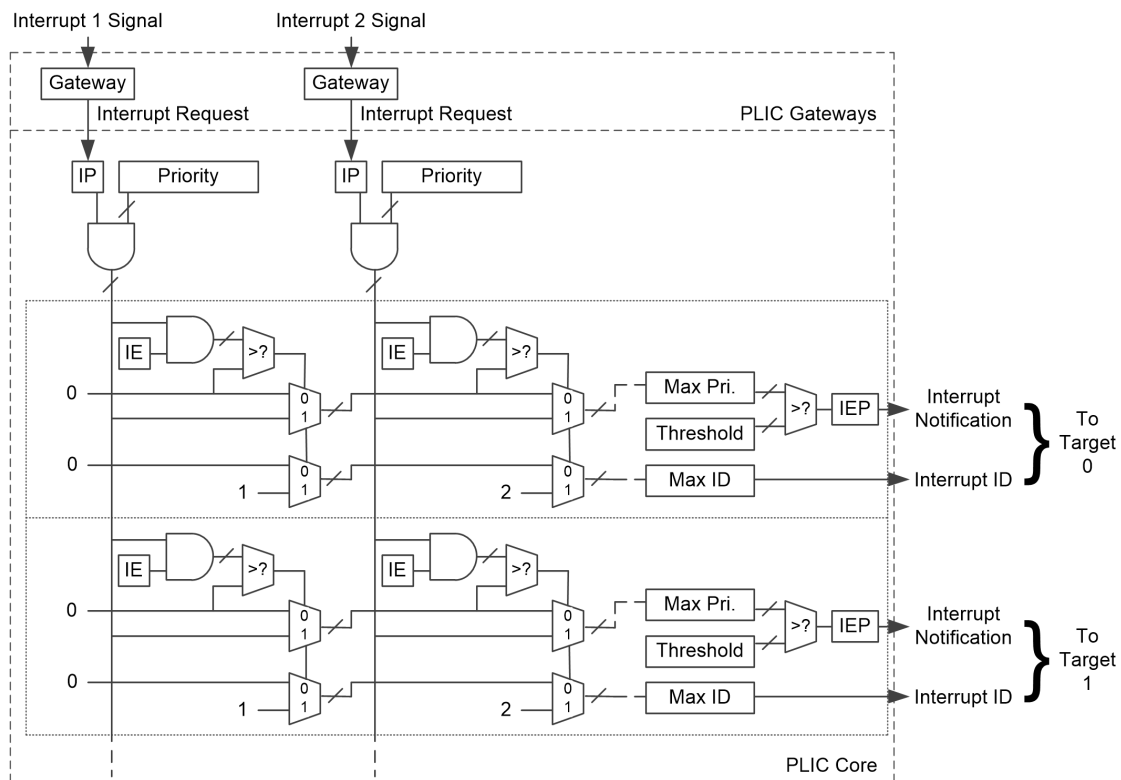 Interrupt 1 Signal
Interrupt 2 Signal
Gateway
Gateway
Interrupt Request
Interrupt Request
PLIC Gateways
IP
Priority
IP
Priority
IE
>?
IE
>?
0
0
1
0
1
Max Pri.
Threshold
>?
IEP
Interrupt
Notification
0
0
1
1
0
1
2
Max ID
Interrupt ID
}
To
Target
0
IE
>?
IE
>?
0
0
1
0
1
Max Pri.
Threshold
>?
IEP
Interrupt
Notification
0
0
1
1
0
1
2
Max ID
Interrupt ID
}
To
Target
1
PLIC Core